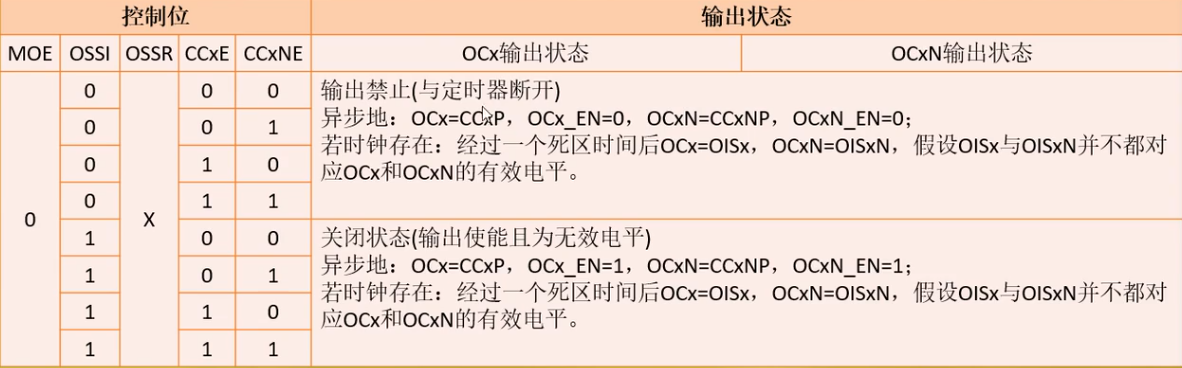 控制位 输出状态
MOE OSSI OSSR CCxE CCxNE OCx输出状态 OCxN输出状态
0 X
0 0 0
0 0 1
0 1 0
0 1 1
输出禁止(与定时器断开)
异步地：OCx=CCxP，OCx_EN=0，OCxN=CCxNP，OCxN_EN=0；
若时钟存在：经过一个死区时间后OCx=OISx，OCxN=OISxN，假设OISx与OISxN并不都对
应OCx和OCxN的有效电平。
1 0 0
1 0 1
1 1 0
1 1 1
关闭状态(输出使能且为无效电平)
异步地：OCx=CCxP，OCx_EN=1，OCxN=CCxNP，OCxN_EN=1；
若时钟存在：经过一个死区时间后OCx=OISx，OCxN=OISxN，假设OISx与OISxN并不都对
应OCx和OCxN的有效电平。